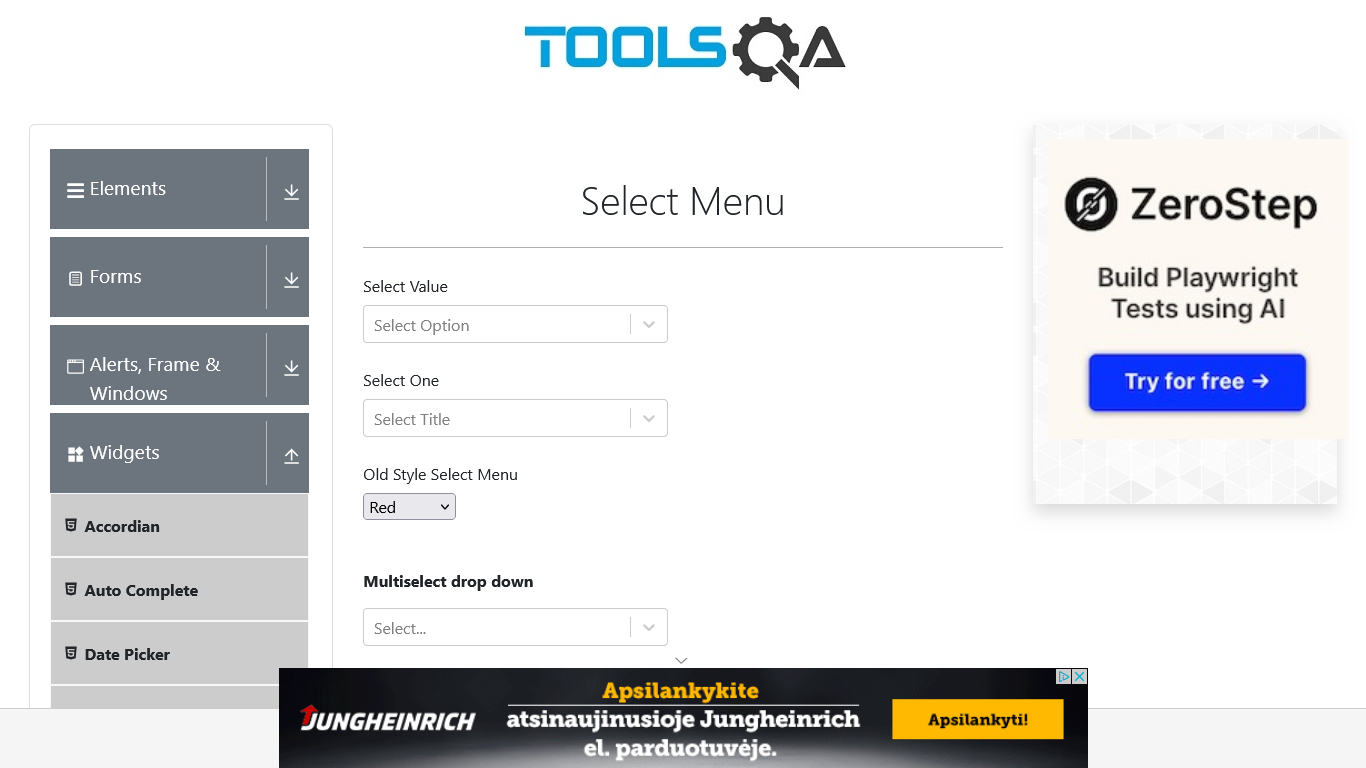 TOOLSQA
Elements
Forms
Alerts, Frame &
Windows
Widgets
Accordian
Auto Complete
Date Picker
Select Menu
Select Value
Select Option
Select One
Select Title
Old Style Select Menu
Red
Multiselect drop down
Select...
ZeroStep
Build Playwright
Tests using AI
Try for free →
JUNGHEINRICH
Apsilankykite
atsinaujinusioje Jungheinrich
el. parduotuvėje.
Apsilankyti!